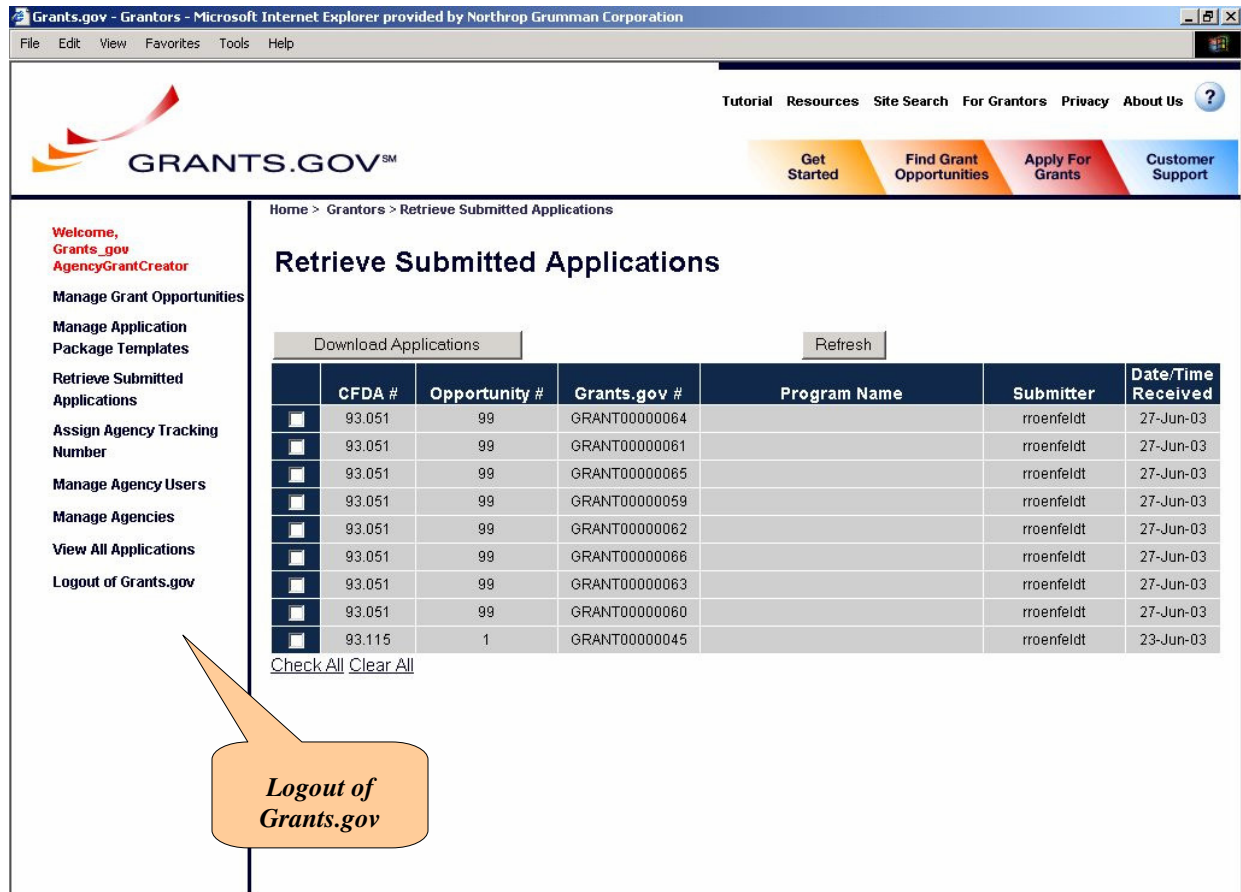 Grants.gov - Grantors - Microsoft Internet Explorer provided by Northrop Grumman Corporation
File Edit View Favorites Tools Help
Tutorial Resources Site Search For Grantors Privacy About Us ?
GRANTS.GOV℠
Get Started
Find Grant Opportunities
Apply For Grants
Customer Support
Home > Grantors > Retrieve Submitted Applications
Welcome,
Grants_gov
AgencyGrantCreator
Manage Grant Opportunities
Manage Application
Package Templates
Retrieve Submitted
Applications
Assign Agency Tracking
Number
Manage Agency Users
Manage Agencies
View All Applications
Logout of Grants.gov
Retrieve Submitted Applications
Download Applications Refresh
CFDA # Opportunity # Grants.gov # Program Name Submitter Date/Time Received
93.051 99 GRANT00000064 rroenfeldt 27-Jun-03
93.051 99 GRANT00000061 rroenfeldt 27-Jun-03
93.051 99 GRANT00000065 rroenfeldt 27-Jun-03
93.051 99 GRANT00000059 rroenfeldt 27-Jun-03
93.051 99 GRANT00000062 rroenfeldt 27-Jun-03
93.051 99 GRANT00000066 rroenfeldt 27-Jun-03
93.051 99 GRANT00000063 rroenfeldt 27-Jun-03
93.051 99 GRANT00000060 rroenfeldt 27-Jun-03
93.115 1 GRANT00000045 rroenfeldt 23-Jun-03
Check All Clear All
Logout of
Grants.gov